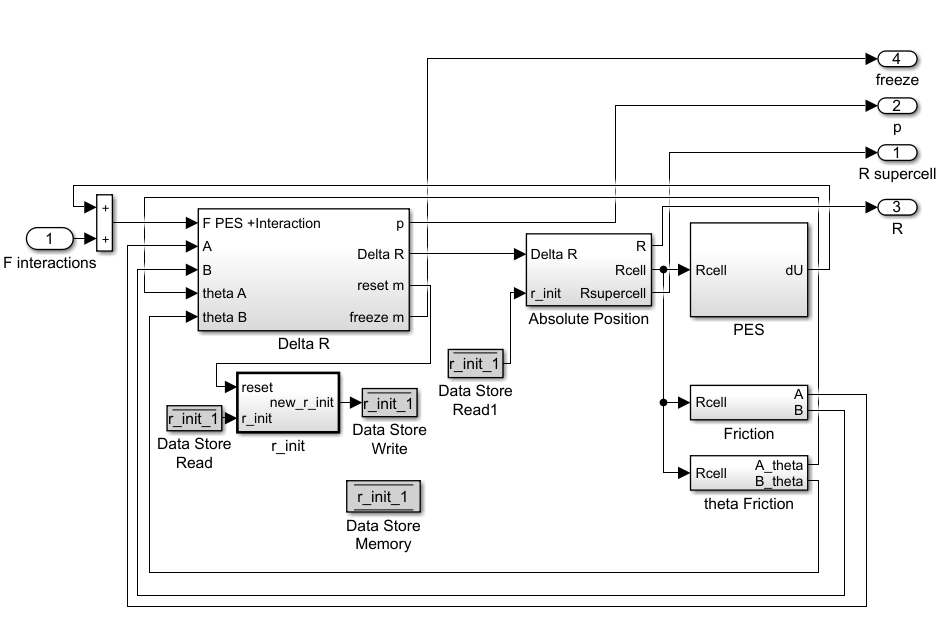 4
freeze
2
p
1
R supercell
3
R
+
+
1
F interactions
F PES +Interaction
A
B
theta A
theta B
p
Delta R
reset m
freeze m
Delta R
Delta R
r_init
R
Rcell
Rsupercell
Absolute Position
Rcell
dU
PES
r_init_1
Data Store
Read1
reset
r_init
new_r_init
r_init
r_init_1
Data Store
Read
r_init_1
Data Store
Write
Rcell
A
B
Friction
Rcell
A_theta
B_theta
theta Friction
r_init_1
Data Store
Memory